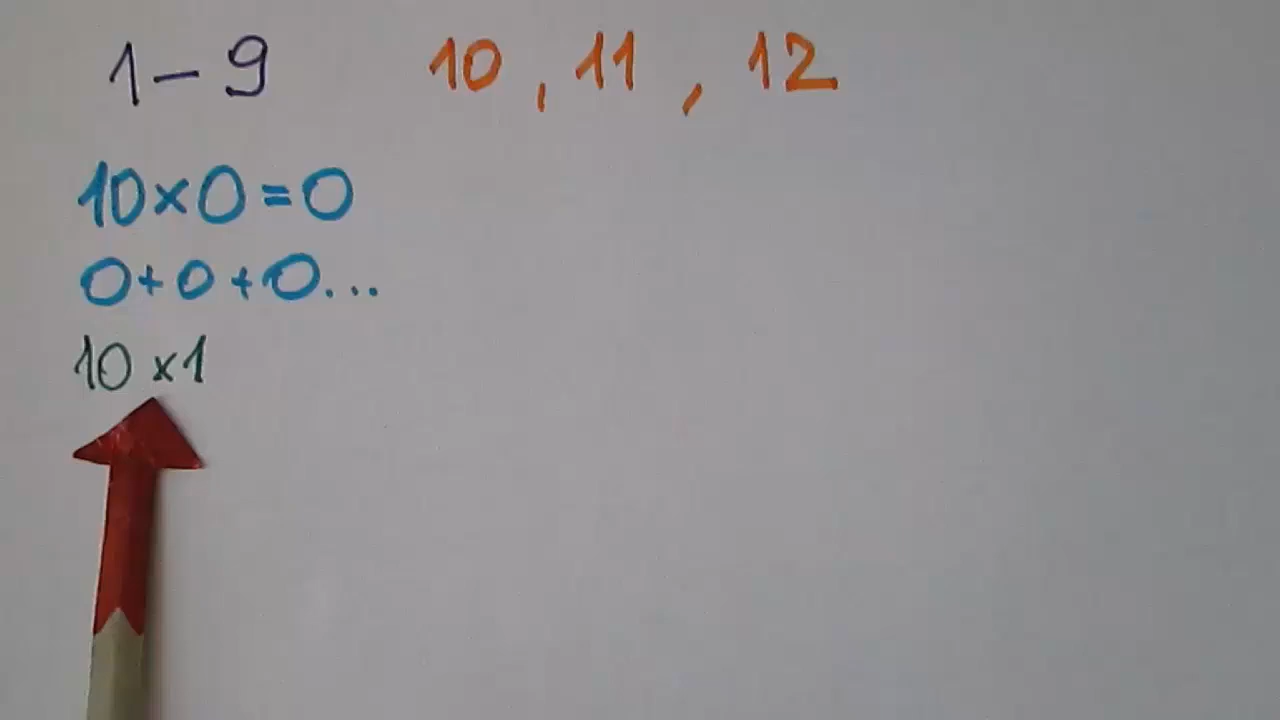 1 - 9 10 , 11 , 12
10 x 0 = 0
0 + 0 + 0...
10 x 1